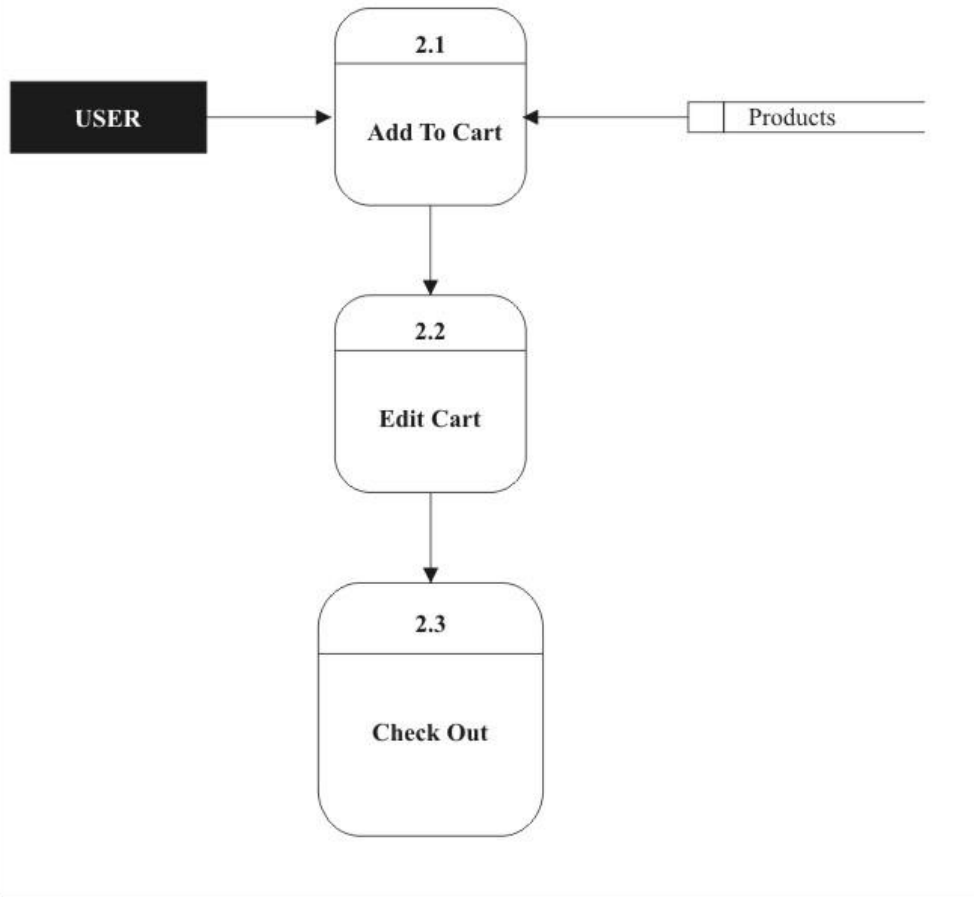 2.1
USER
Add To Cart
Products
2.2
Edit Cart
2.3
Check Out